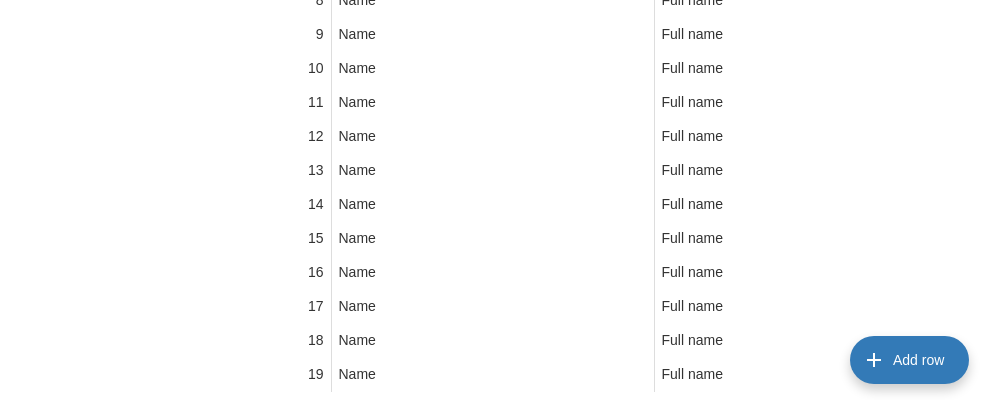 8 Name Full name
9 Name Full name
10 Name Full name
11 Name Full name
12 Name Full name
13 Name Full name
14 Name Full name
15 Name Full name
16 Name Full name
17 Name Full name
18 Name Full name
19 Name Full name
Add row